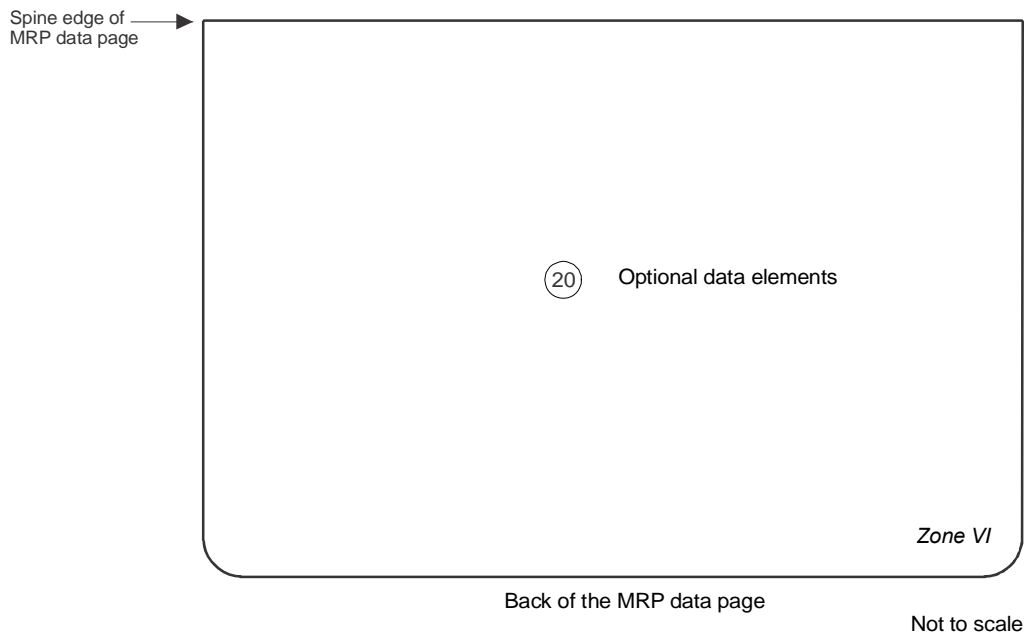 Spine edge of
MRP data page
20 Optional data elements
Zone VI
Back of the MRP data page
Not to scale